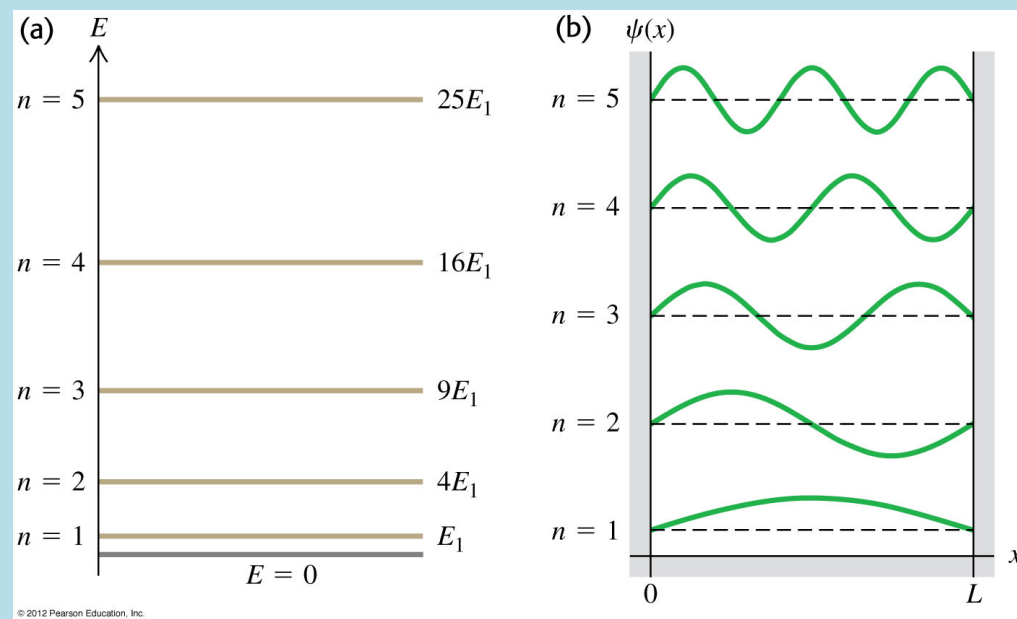 (a)
E
n = 5
25E₁
n = 4
16E₁
n = 3
9E₁
n = 2
4E₁
n = 1
E₁
E = 0
(b)
ψ(x)
n = 5
n = 4
n = 3
n = 2
n = 1
x
0
L
© 2012 Pearson Education, Inc.